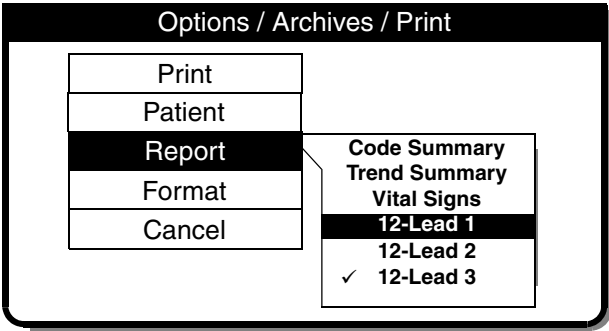 Options / Archives / Print
Print
Patient
Report
Format
Cancel
Code Summary
Trend Summary
Vital Signs
12-Lead 1
12-Lead 2
✓ 12-Lead 3